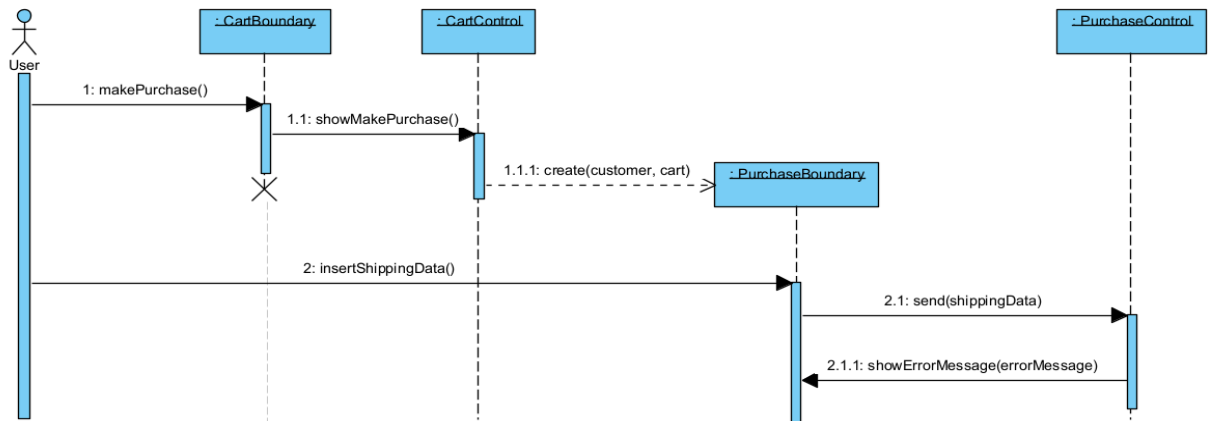 : CartBoundary
: CartControl
: PurchaseControl
User
1: makePurchase()
1.1: showMakePurchase()
1.1.1: create(customer, cart)
: PurchaseBoundary
2: insertShippingData()
2.1: send(shippingData)
2.1.1: showErrorMessage(errorMessage)